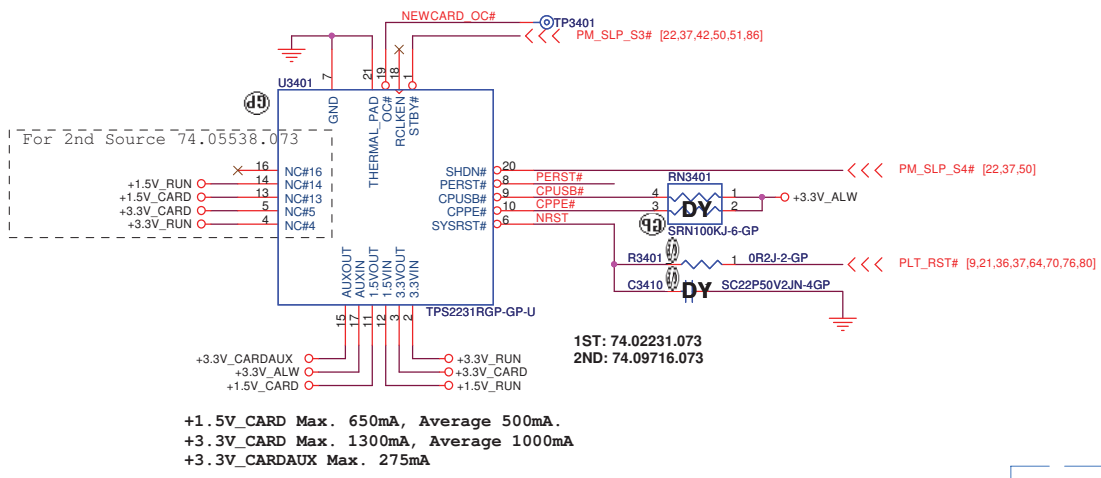 NEWCARD_OC#
TP3401
PM_SLP_S3# [22,37,42,50,51,86]
U3401
7
21
19
18
1
GP
GND
THERMAL_PAD
OC#
RCLKEN
STBY#
For 2nd Source 74.05538.073
16 NC#16
+1.5V_RUN 14 NC#14
+1.5V_CARD 13 NC#13
+3.3V_CARD 5 NC#5
+3.3V_RUN 4 NC#4
SHDN# 20 PM_SLP_S4# [22,37,50]
PERST# 8 PERST#
CPUSB# 9 CPUSB# 4 RN3401 1 +3.3V_ALW
CPPE# 10 CPPE# 3 DY 2
SYSRST# 6 NRST
GP SRN100KJ-6-GP
R3401 1 0R2J-2-GP PLT_RST# [9,21,36,37,64,70,76,80]
C3410 DY SC22P50V2JN-4GP
AUXOUT
AUXIN
1.5VOUT
1.5VIN
3.3VOUT
3.3VIN
TPS2231RGP-GP-U
15
17
11
12
3
2
1ST: 74.02231.073
2ND: 74.09716.073
+3.3V_CARDAUX +3.3V_RUN
+3.3V_ALW +3.3V_CARD
+1.5V_CARD +1.5V_RUN
+1.5V_CARD Max. 650mA, Average 500mA.
+3.3V_CARD Max. 1300mA, Average 1000mA
+3.3V_CARDAUX Max. 275mA